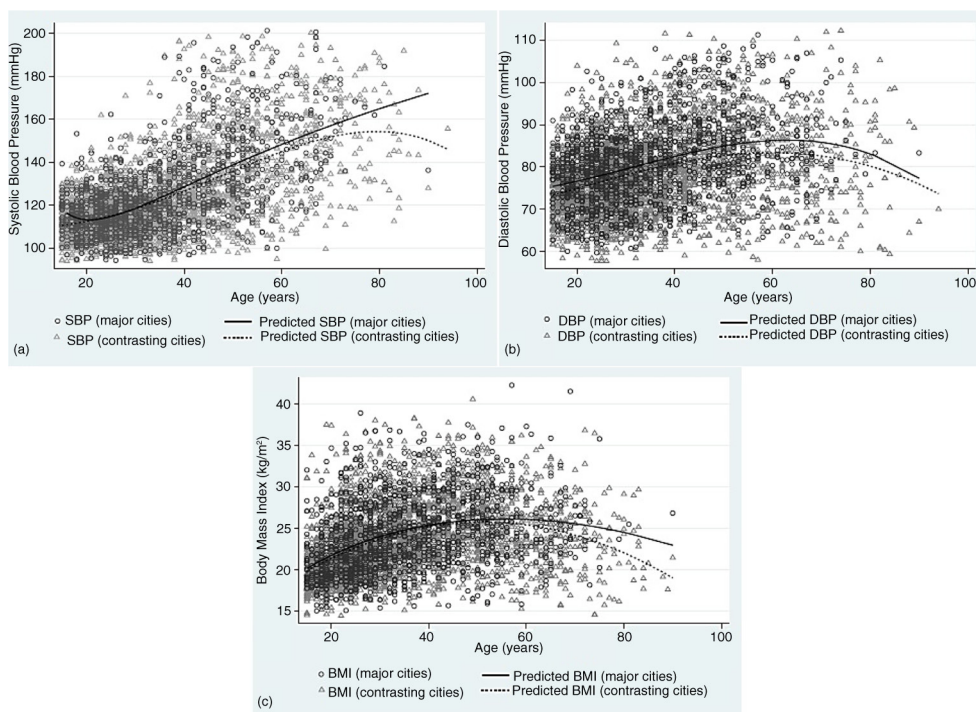 200
180
160
140
120
100
Systolic Blood Pressure (mmHg)
20
40
60
80
100
Age (years)
SBP (major cities)
Predicted SBP (major cities)
SBP (contrasting cities)
Predicted SBP (contrasting cities)
(a)
110
100
90
80
70
60
Diastolic Blood Pressure (mmHg)
20
40
60
80
100
Age (years)
DBP (major cities)
Predicted DBP (major cities)
DBP (contrasting cities)
Predicted DBP (contrasting cities)
(b)
40
35
30
25
20
15
Body Mass Index (kg/m²)
20
40
60
80
100
Age (years)
BMI (major cities)
Predicted BMI (major cities)
BMI (contrasting cities)
Predicted BMI (contrasting cities)
(c)